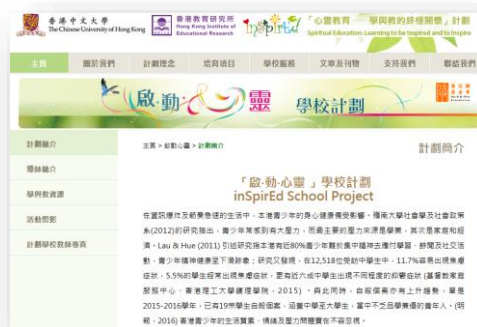 香港中文大學 The Chinese University of Hong Kong
香港教育研究所 Hong Kong Institute of Educational Research
InSpirEd
「心靈教育——學與教的終極關懷」計劃
Spiritual Education: Learning to be Inspired and to Inspire
主頁 關於我們 計劃理念 培育項目 學校服務 文章及刊物 支持我們 聯絡我們
啟‧動‧心靈 學校計劃
計劃簡介
導師簡介
學與教資源
活動剪影
計劃學校教師專頁
主頁 > 啟動心靈 > 計劃簡介
計劃簡介
「啟‧動‧心靈 」學校計劃
inSpirEd School Project
在資訊爆炸及節奏急速的生活中，本港青少年的身心健康備受影響。嶺南大學社會學及社會政策
系(2012)的研究指出，青少年常感到有大壓力，而最主要的壓力來源是學業，其次是家庭和經
濟。Lau & Hue (2011) 引述研究指本港有近80%青少年難於集中精神去應付學習、靜閒及社交活
動，青少年精神健康呈下滑跡象；研究又發現，在12,518位受訪中學生中，11.7%容易出現焦慮
症狀，5.5%的學生經常出現焦慮症狀，更有近六成中學生出現不同程度的抑鬱症狀 (基督教家庭
服務中心、香港理工大學護理學院，2015) 。與此同時，自殺個案亦有上升趨勢，單是
2015-2016學年，已有19宗學生自殺個案，涵蓋中學至大學生，當中不乏品學兼優的青年人。(明
報，2016) 香港青少年的生活質素、情緒及壓力問題實在不容忽視。